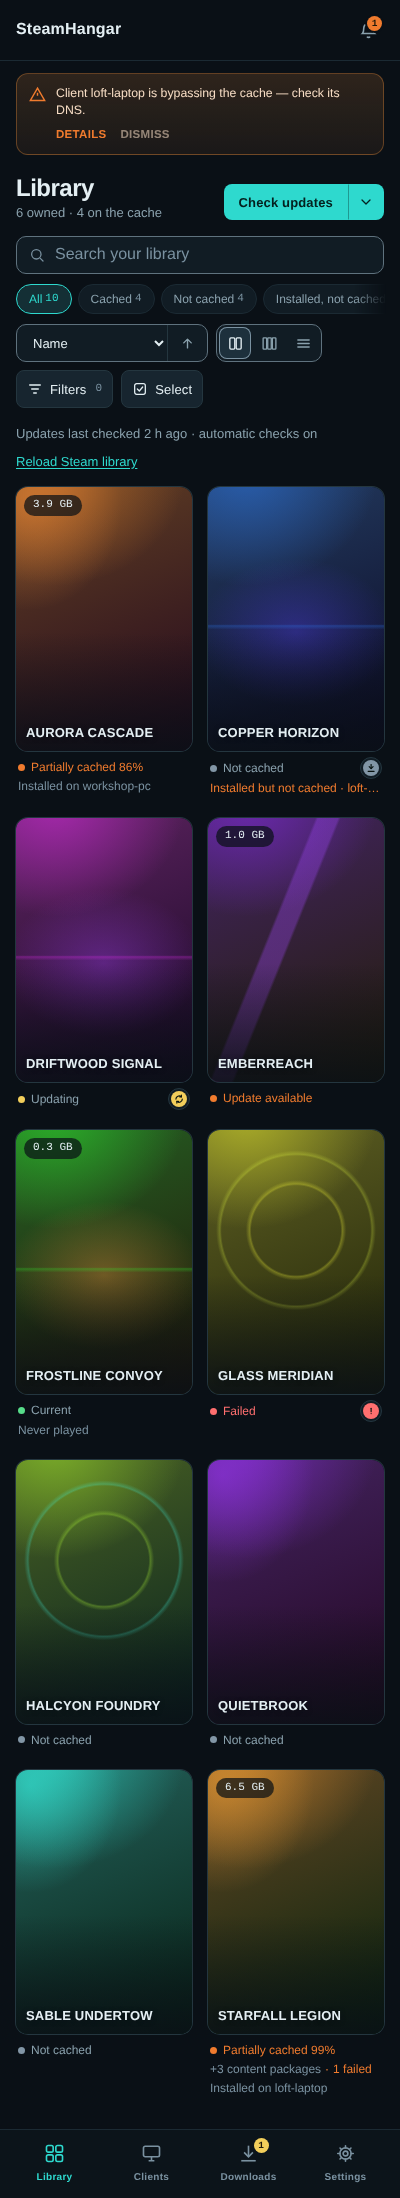 SteamHangar
1
Client loft-laptop is bypassing the cache — check its
DNS.
DETAILS DISMISS
Library
6 owned · 4 on the cache
Check updates
Search your library
All 10 Cached 4 Not cached 4 Installed, not cached
Name
Filters 0 Select
Updates last checked 2 h ago · automatic checks on
Reload Steam library
3.9 GB
AURORA CASCADE COPPER HORIZON
Partially cached 86% Not cached
Installed on workshop-pc Installed but not cached · loft-…
1.0 GB
DRIFTWOOD SIGNAL EMBERREACH
Updating Update available
0.3 GB
FROSTLINE CONVOY GLASS MERIDIAN
Current Failed
Never played
HALCYON FOUNDRY QUIETBROOK
Not cached Not cached
6.5 GB
SABLE UNDERTOW STARFALL LEGION
Not cached Partially cached 99%
+3 content packages · 1 failed
Installed on loft-laptop
1
Library Clients Downloads Settings